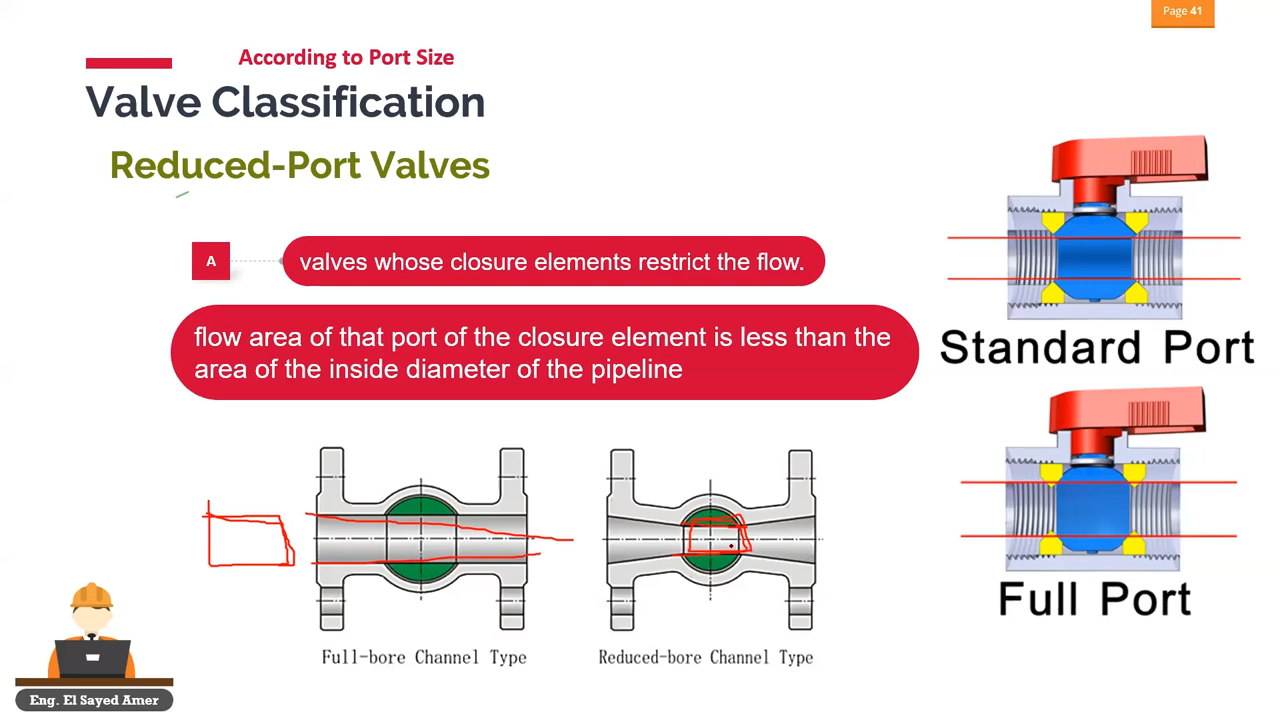 Page 41
According to Port Size
Valve Classification
Reduced-Port Valves
A
valves whose closure elements restrict the flow.
flow area of that port of the closure element is less than the
area of the inside diameter of the pipeline
Standard Port
Full Port
Full-bore Channel Type
Reduced-bore Channel Type
Eng. El Sayed Amer